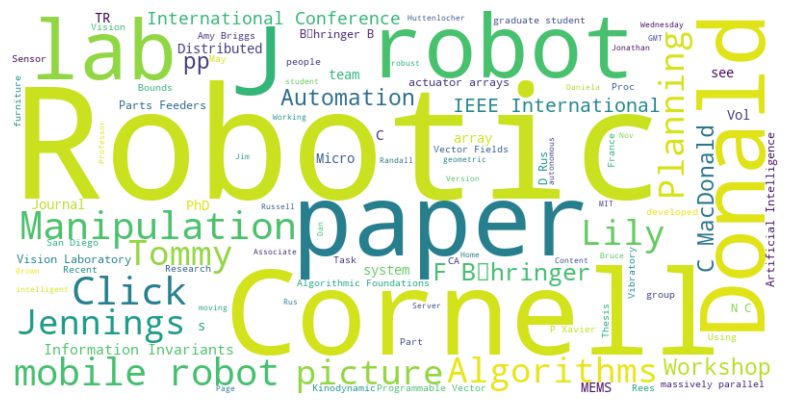 TR
Vision
International Conference
Huttenlocher
graduate student
Wednesday
GMT
Sensor
lab
J
robot
Amy Briggs
May
Distributed
pp
B▯hringer B
people
team
robust
Jonathan
Planning
Donald
see
furniture
Bounds
student
actuator arrays
Daniela
Proc
Parts Feeders
Automation
IEEE International
Working
Robotic
C
array
Vol
Professor
Jim
Micro
Randall
Vector Fields
geometric
D Rus
autonomous
France
Nov
C MacDonald
Artificial Intelligence
Journal
PhD
Russell
Version
MIT
developed
Manipulation
paper
Lily
San Diego
Tommy
Dan
Associate
Home
Content
Bruce
Vision Laboratory
Recent
Research
Task
CA
system
F B▯hringer
Vibratory
Brown
intelligent
Click
moving
Rus
Algorithmic Foundations
Server
Cornell
Thesis
group
N C
Jennings
s
Part
P Xavier
Using
Information Invariants
mobile robot
picture
Algorithms
Workshop
massively parallel
Page
Kinodynamic
Programmable Vector
MEMS
Rees